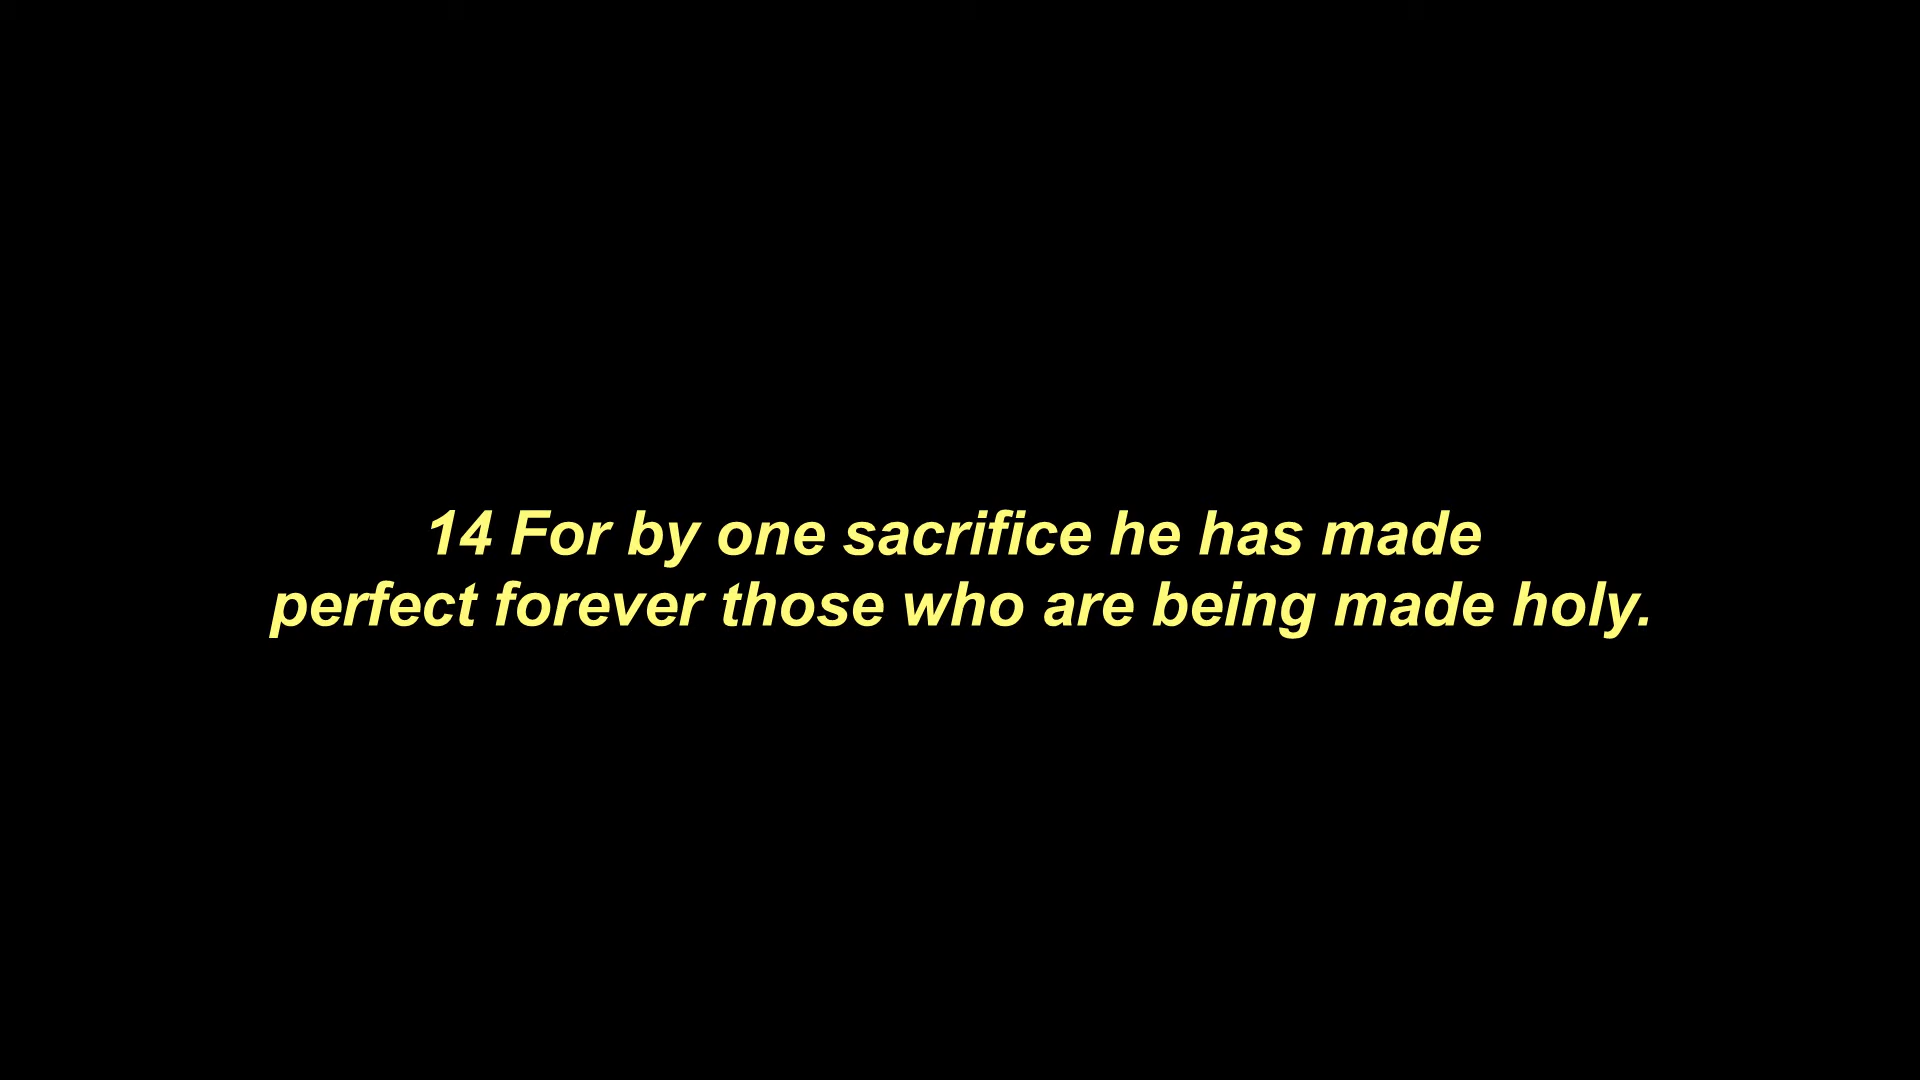 14 For by one sacrifice he has made
perfect forever those who are being made holy.